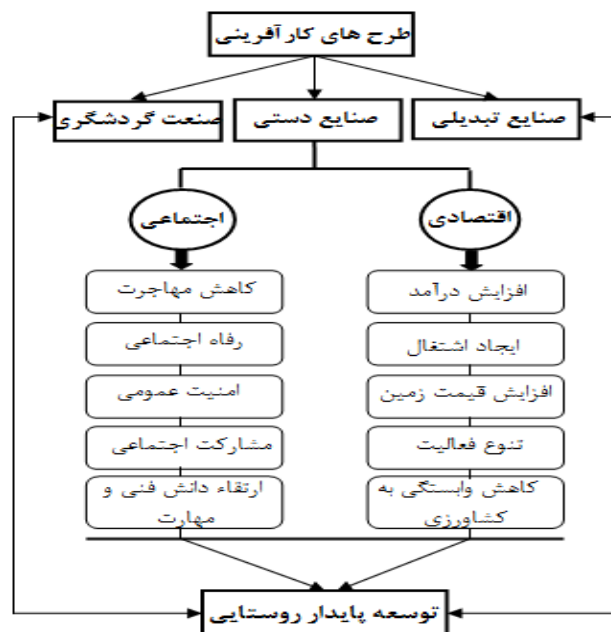 طرح های کارآفرینی
صنایع تبدیلی
صنایع دستی
صنعت گردشگری
اقتصادی
اجتماعی
افزایش درآمد
ایجاد اشتغال
افزایش قیمت زمین
تنوع فعالیت
کاهش وابستگی به
کشاورزی
کاهش مهاجرت
رفاه اجتماعی
امنیت عمومی
مشارکت اجتماعی
ارتقاء دانش فنی و
مهارت
توسعه پایدار روستایی